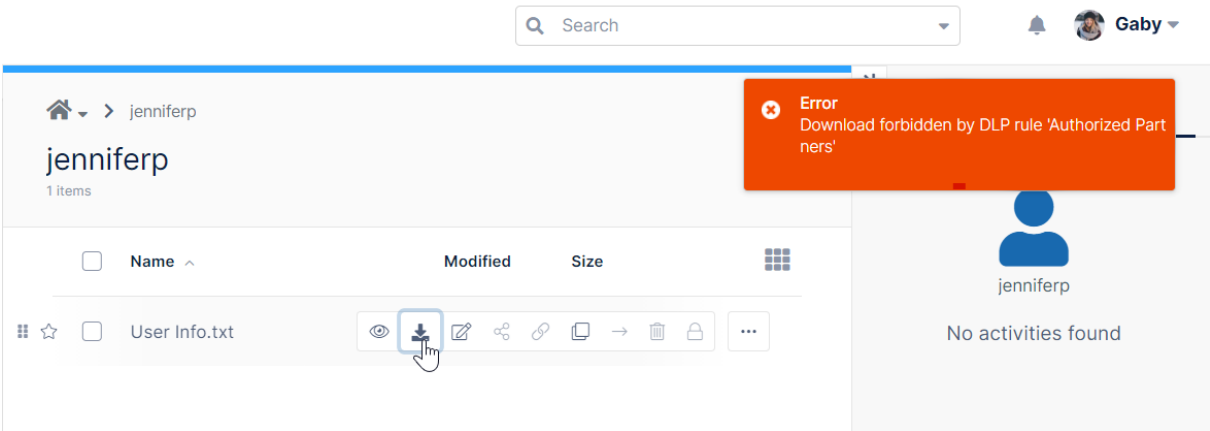 Search
Gaby
jenniferp
Error
Download forbidden by DLP rule 'Authorized Part
ners'
jenniferp
1 items
Name
Modified
Size
User Info.txt
jenniferp
No activities found